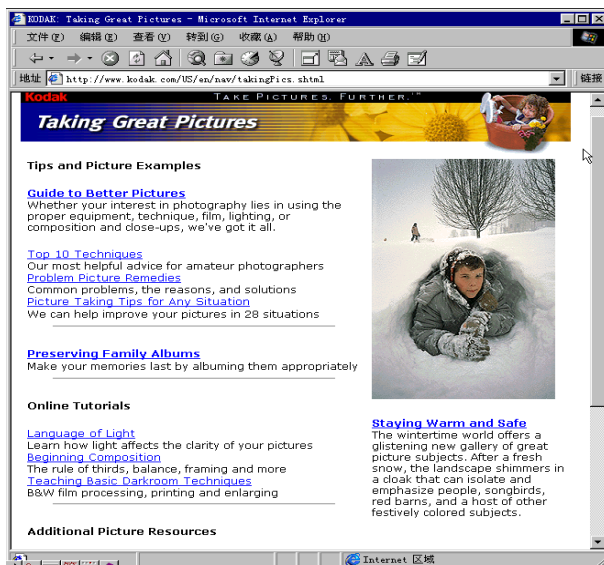 KODAK: Taking Great Pictures - Microsoft Internet Explorer
文件(F) 编辑(E) 查看(V) 转到(G) 收藏(A) 帮助(H)
地址 http://www.kodak.com/US/en/nav/takingPics.shtml 链接
Kodak TAKE PICTURES. FURTHER.™
Taking Great Pictures
Tips and Picture Examples
Guide to Better Pictures
Whether your interest in photography lies in using the
proper equipment, technique, film, lighting, or
composition and close-ups, we've got it all.
Top 10 Techniques
Our most helpful advice for amateur photographers
Problem Picture Remedies
Common problems, the reasons, and solutions
Picture Taking Tips for Any Situation
We can help improve your pictures in 28 situations
Preserving Family Albums
Make your memories last by albuming them appropriately
Online Tutorials
Language of Light
Learn how light affects the clarity of your pictures
Beginning Composition
The rule of thirds, balance, framing and more
Teaching Basic Darkroom Techniques
B&W film processing, printing and enlarging
Additional Picture Resources
Staying Warm and Safe
The wintertime world offers a
glistening new gallery of great
picture subjects. After a fresh
snow, the landscape shimmers in
a cloak that can isolate and
emphasize people, songbirds,
red barns, and a host of other
festively colored subjects.
Internet 区域